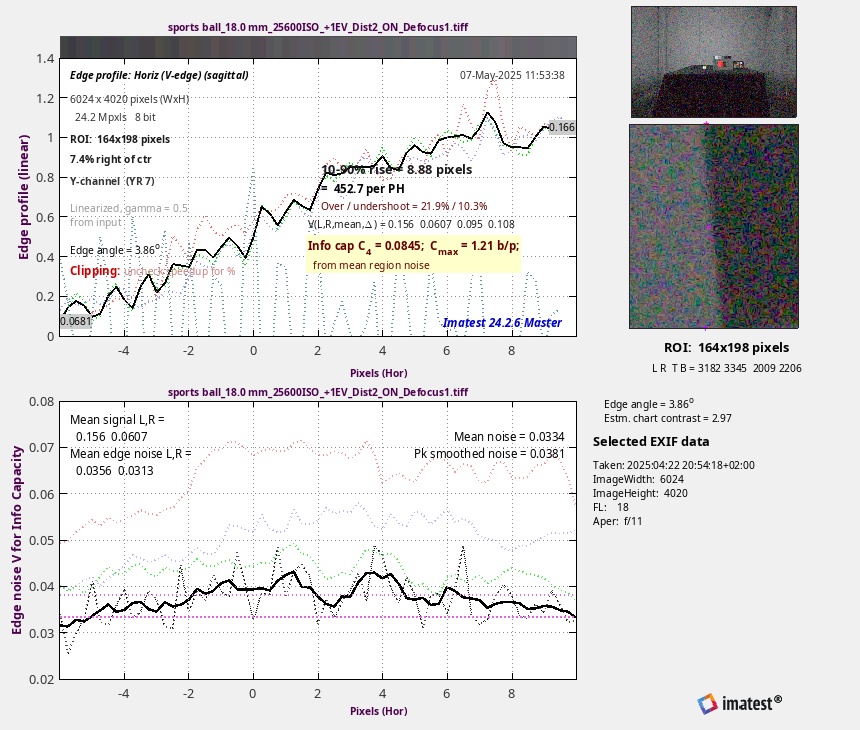 sports ball_18.0 mm_25600ISO_+1EV_Dist2_ON_Defocus1.tiff
Edge profile: Horiz (V-edge) (sagittal)
07-May-2025 11:53:38
6024 x 4020 pixels (WxH)
24.2 Mpxls   8 bit
ROI:  164x198 pixels
7.4% right of ctr
Y-channel  (YR 7)
Linearized, gamma = 0.5
from input
Edge angle = 3.86o
Clipping: uncheck speedup for %
10-90% rise = 8.88 pixels
=  452.7 per PH
Over / undershoot = 21.9% / 10.3%
V(L,R,mean,Δ) = 0.156  0.0607  0.095  0.108
Info cap C4 = 0.0845;  Cmax = 1.21 b/p;
from mean region noise
Imatest 24.2.6 Master
0.166
0.0681
Edge profile (linear)
1.4
1.2
1
0.8
0.6
0.4
0.2
0
-4 -2 0 2 4 6 8
Pixels (Hor)
sports ball_18.0 mm_25600ISO_+1EV_Dist2_ON_Defocus1.tiff
Mean signal L,R =
0.156  0.0607
Mean edge noise L,R =
0.0356  0.0313
Mean noise = 0.0334
Pk smoothed noise = 0.0381
Edge noise V for Info Capacity
0.08
0.07
0.06
0.05
0.04
0.03
0.02
-4 -2 0 2 4 6 8
Pixels (Hor)
ROI:  164x198 pixels
L R  T B = 3182 3345  2009 2206
Edge angle = 3.86o
Estm. chart contrast = 2.97
Selected EXIF data
Taken: 2025:04:22 20:54:18+02:00
ImageWidth:  6024
ImageHeight:  4020
FL:   18
Aper:  f/11
imatest®